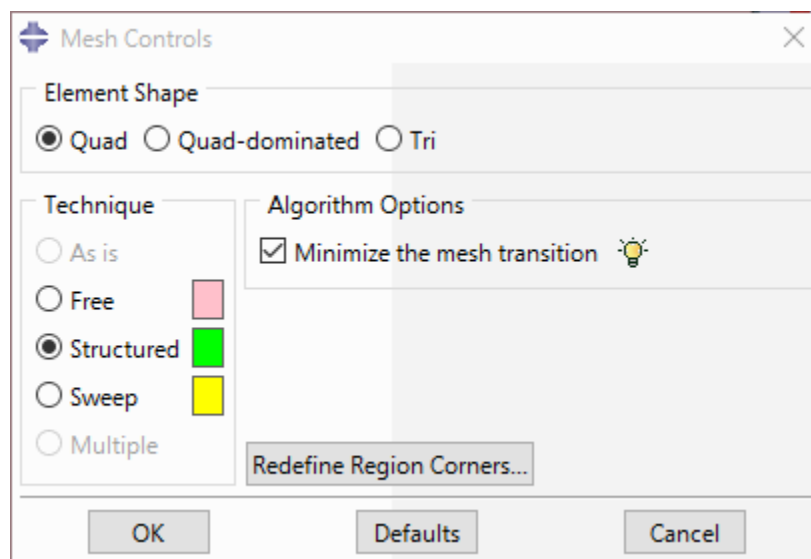 Mesh Controls
Element Shape
Quad Quad-dominated Tri
Technique
As is
Free
Structured
Sweep
Multiple
Algorithm Options
Minimize the mesh transition
Redefine Region Corners...
OK Defaults Cancel